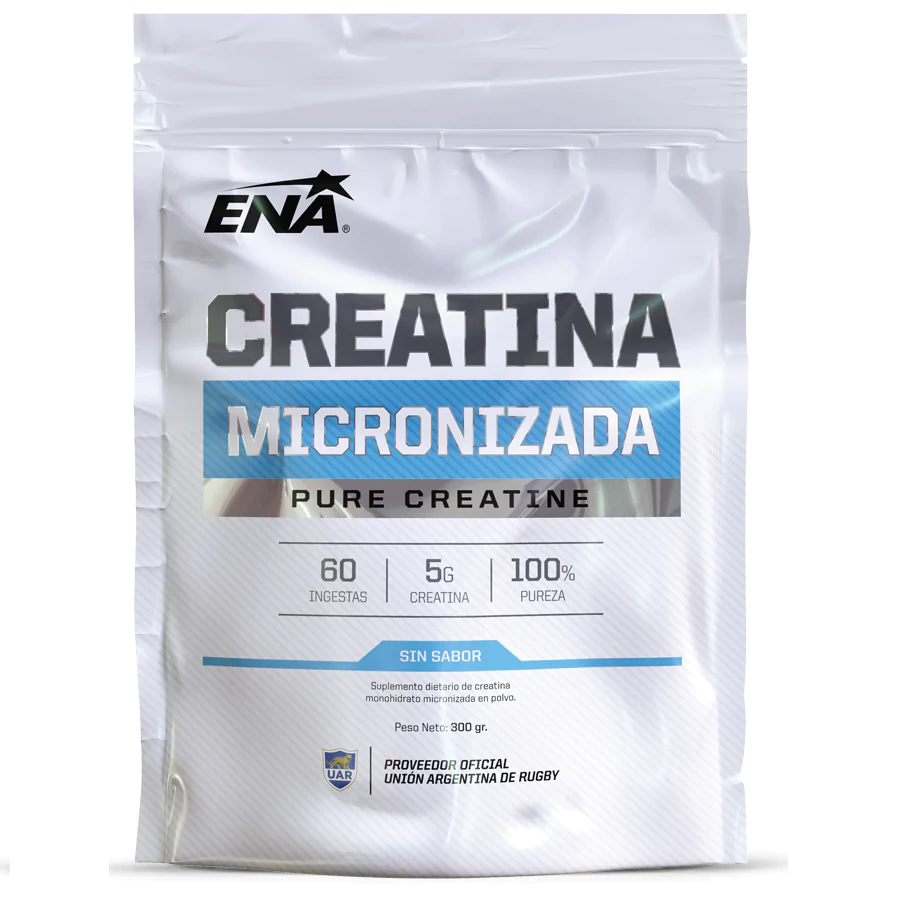 ENA®
CREATINA
MICRONIZADA
PURE CREATINE
60
INGESTAS
5G
CREATINA
100%
PUREZA
SIN SABOR
Suplemento dietario de creatina
monohidrato micronizada en polvo.
Peso Neto: 300 gr.
UAR
PROVEEDOR OFICIAL
UNIÓN ARGENTINA DE RUGBY